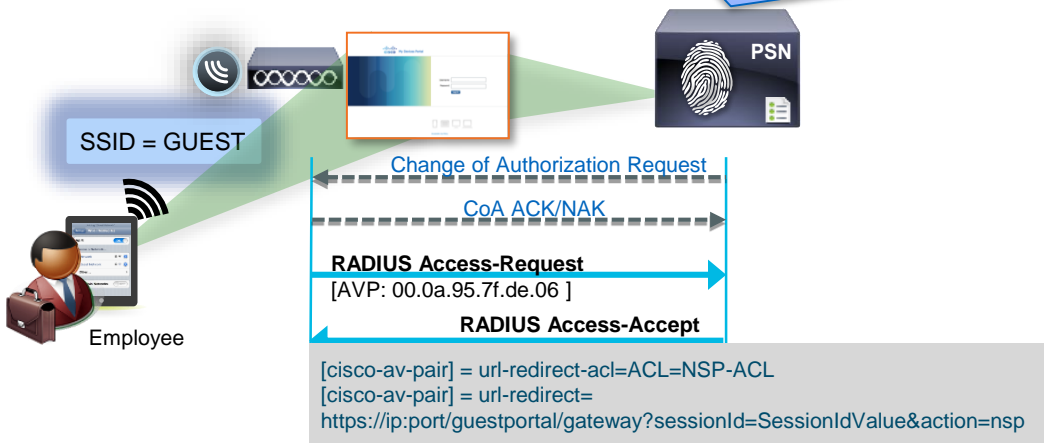 PSN
SSID = GUEST
Change of Authorization Request
CoA ACK/NAK
RADIUS Access-Request
[AVP: 00.0a.95.7f.de.06 ]
RADIUS Access-Accept
Employee
[cisco-av-pair] = url-redirect-acl=ACL=NSP-ACL
[cisco-av-pair] = url-redirect=
https://ip:port/guestportal/gateway?sessionId=SessionIdValue&action=nsp